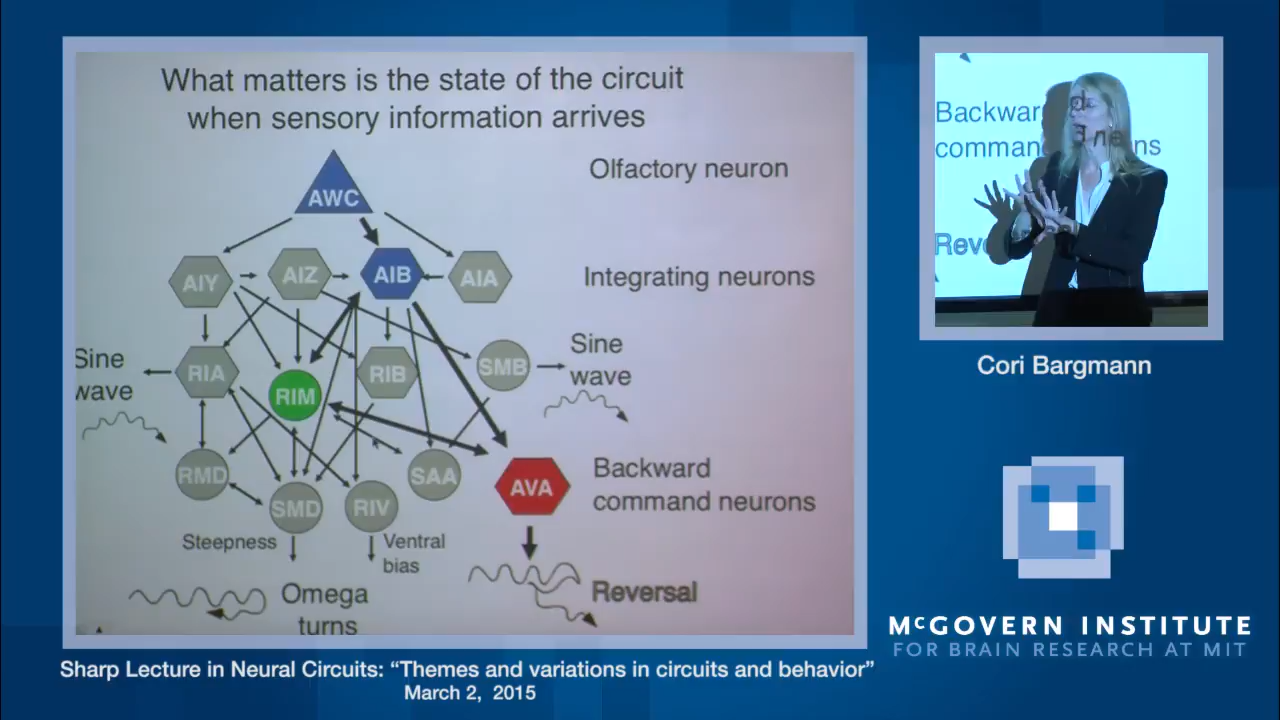 What matters is the state of the circuit
when sensory information arrives
AWC
Olfactory neuron
AIY
AIZ
AIB
AIA
Integrating neurons
Sine
wave
RIA
RIM
RIB
SMB
Sine
wave
RMD
SMD
RIV
SAA
AVA
Backward
command neurons
Steepness
Ventral
bias
Omega
turns
Reversal
Backwar
comman
Reve
Cori Bargmann
MCGOVERN INSTITUTE
FOR BRAIN RESEARCH AT MIT
Sharp Lecture in Neural Circuits: “Themes and variations in circuits and behavior”
March 2, 2015